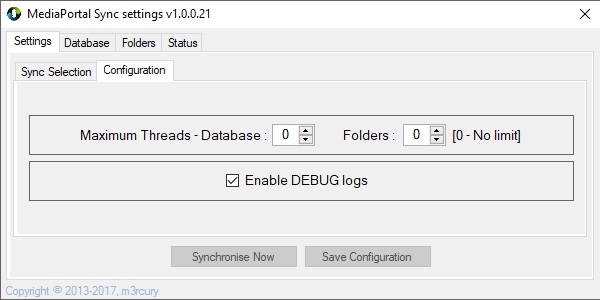 MediaPortal Sync settings v1.0.0.21
Settings Database Folders Status
Sync Selection Configuration
Maximum Threads - Database : 0 Folders : 0 [0 - No limit]
Enable DEBUG logs
Synchronise Now Save Configuration
Copyright © 2013-2017, m3rcury